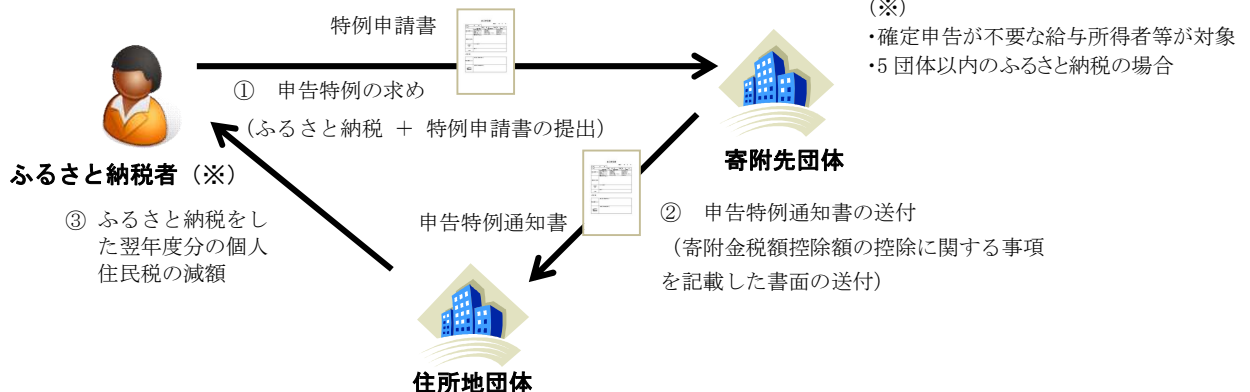 (※)
・確定申告が不要な給与所得者等が対象
・5 団体以内のふるさと納税の場合
特例申請書
① 申告特例の求め
(ふるさと納税 + 特例申請書の提出)
ふるさと納税者(※)
寄附先団体
③ ふるさと納税をし
た翌年度分の個人
住民税の減額
申告特例通知書
② 申告特例通知書の送付
(寄附金税額控除額の控除に関する事項
を記載した書面の送付)
住所地団体